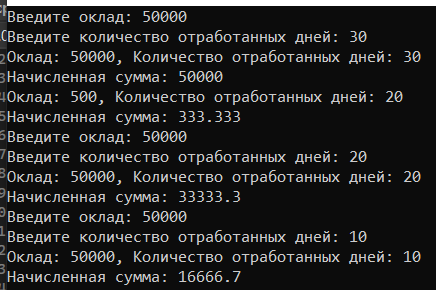 Введите оклад: 50000
Введите количество отработанных дней: 30
Оклад: 50000, Количество отработанных дней: 30
Начисленная сумма: 50000
Оклад: 500, Количество отработанных дней: 20
Начисленная сумма: 333.333
Введите оклад: 50000
Введите количество отработанных дней: 20
Оклад: 50000, Количество отработанных дней: 20
Начисленная сумма: 33333.3
Введите оклад: 50000
Введите количество отработанных дней: 10
Оклад: 50000, Количество отработанных дней: 10
Начисленная сумма: 16666.7